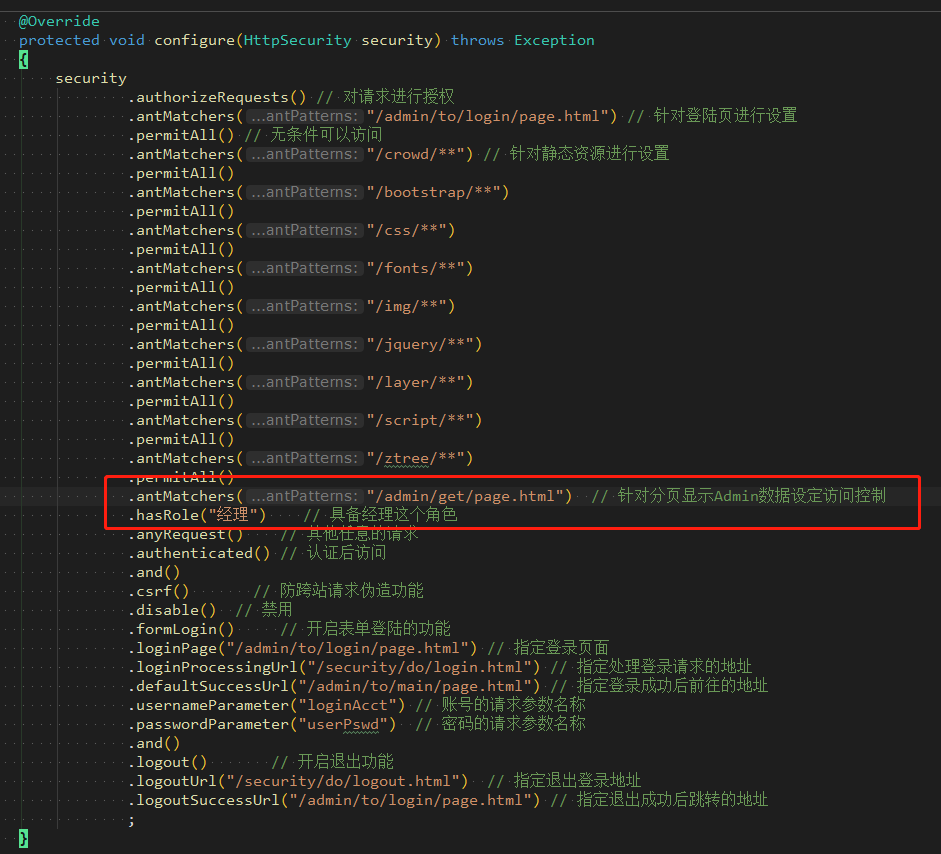 @Override
protected void configure(HttpSecurity security) throws Exception
{
security
.authorizeRequests() // 对请求进行授权
.antMatchers( ...antPatterns: "/admin/to/login/page.html") // 针对登陆页进行设置
.permitAll() // 无条件可以访问
.antMatchers( ...antPatterns: "/crowd/**") // 针对静态资源进行设置
.permitAll()
.antMatchers( ...antPatterns: "/bootstrap/**")
.permitAll()
.antMatchers( ...antPatterns: "/css/**")
.permitAll()
.antMatchers( ...antPatterns: "/fonts/**")
.permitAll()
.antMatchers( ...antPatterns: "/img/**")
.permitAll()
.antMatchers( ...antPatterns: "/jquery/**")
.permitAll()
.antMatchers( ...antPatterns: "/layer/**")
.permitAll()
.antMatchers( ...antPatterns: "/script/**")
.permitAll()
.antMatchers( ...antPatterns: "/ztree/**")
.permitAll()
.antMatchers( ...antPatterns: "/admin/get/page.html") // 针对分页显示Admin数据设定访问控制
.hasRole("经理") // 具备经理这个角色
.anyRequest() // 其他任意的请求
.authenticated() // 认证后访问
.and()
.csrf() // 防跨站请求伪造功能
.disable() // 禁用
.formLogin() // 开启表单登陆的功能
.loginPage("/admin/to/login/page.html") // 指定登录页面
.loginProcessingUrl("/security/do/login.html") // 指定处理登录请求的地址
.defaultSuccessUrl("/admin/to/main/page.html") // 指定登录成功后前往的地址
.usernameParameter("loginAcct") // 账号的请求参数名称
.passwordParameter("userPswd") // 密码的请求参数名称
.and()
.logout() // 开启退出功能
.logoutUrl("/security/do/logout.html") // 指定退出登录地址
.logoutSuccessUrl("/admin/to/login/page.html") // 指定退出成功后跳转的地址
;
}